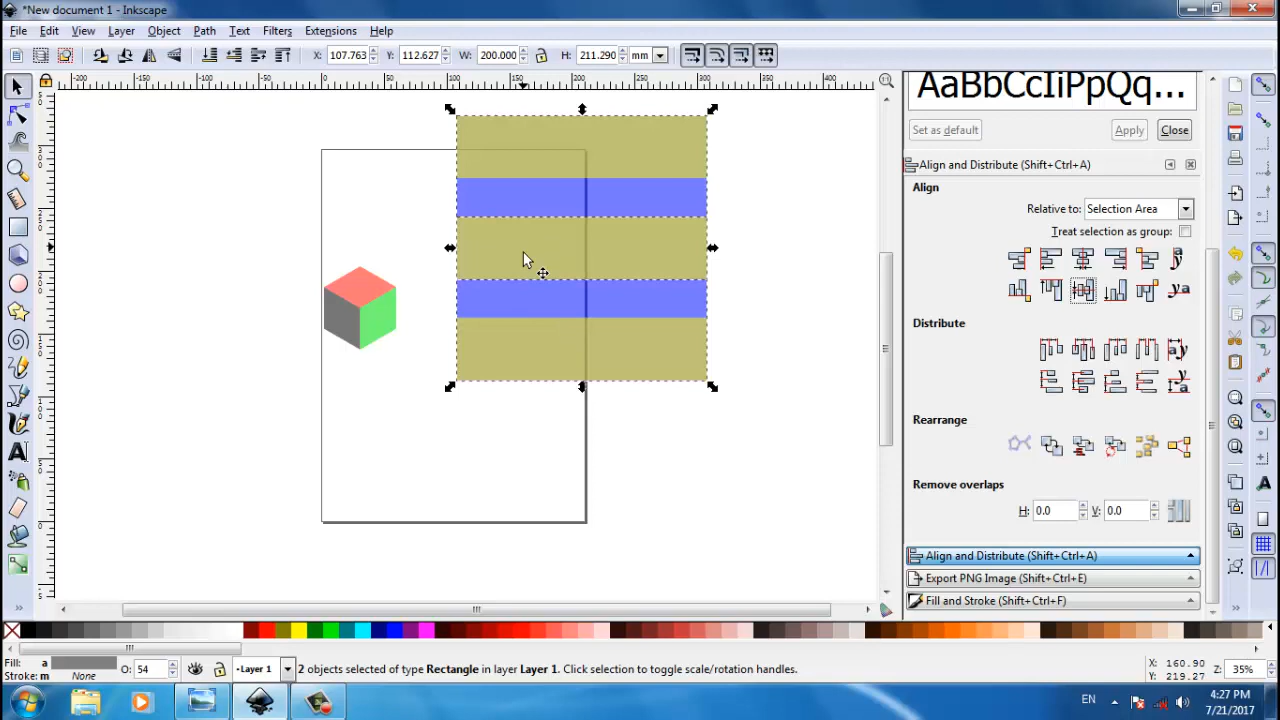 *New document 1 - Inkscape
File Edit View Layer Object Path Text Filters Extensions Help
X: 107.763 Y: 112.627 W: 200.000 H: 211.290 mm
AaBbCcIiPpQq...
Set as default Apply Close
Align and Distribute (Shift+Ctrl+A)
Align
Relative to: Selection Area
Treat selection as group:
Distribute
Rearrange
Remove overlaps
H: 0.0 V: 0.0
Align and Distribute (Shift+Ctrl+A)
Export PNG Image (Shift+Ctrl+E)
Fill and Stroke (Shift+Ctrl+F)
Fill: a O: 54 Layer 1 2 objects selected of type Rectangle in layer Layer 1. Click selection to toggle scale/rotation handles. X: 160.90 Z: 35%
Stroke: m None Y: 219.27
EN 4:27 PM
7/21/2017